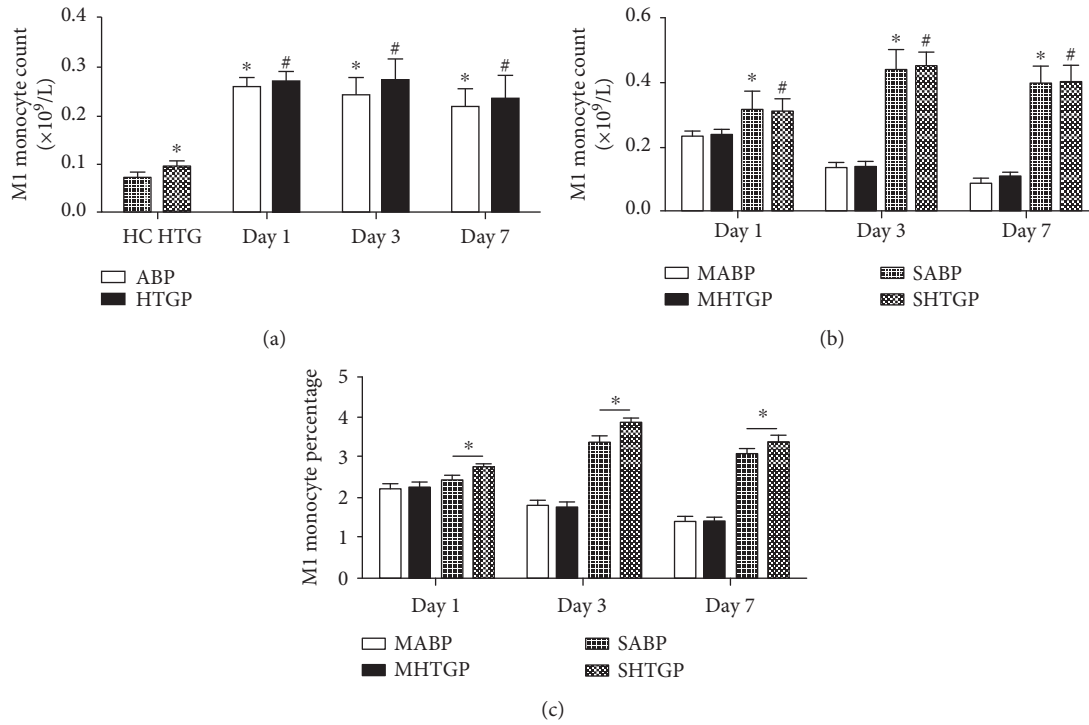 M1 monocyte count
(×10⁹/L)
0.4
0.3
0.2
0.1
0.0
*
*
#
*
#
*
#
HC HTG
Day 1
Day 3
Day 7
ABP
HTGP
(a)
M1 monocyte count
(×10⁹/L)
0.6
0.4
0.2
0.0
*
#
*
#
*
#
Day 1
Day 3
Day 7
MABP
SABP
MHTGP
SHTGP
(b)
M1 monocyte percentage
5
4
3
2
1
0
*
*
*
Day 1
Day 3
Day 7
MABP
SABP
MHTGP
SHTGP
(c)